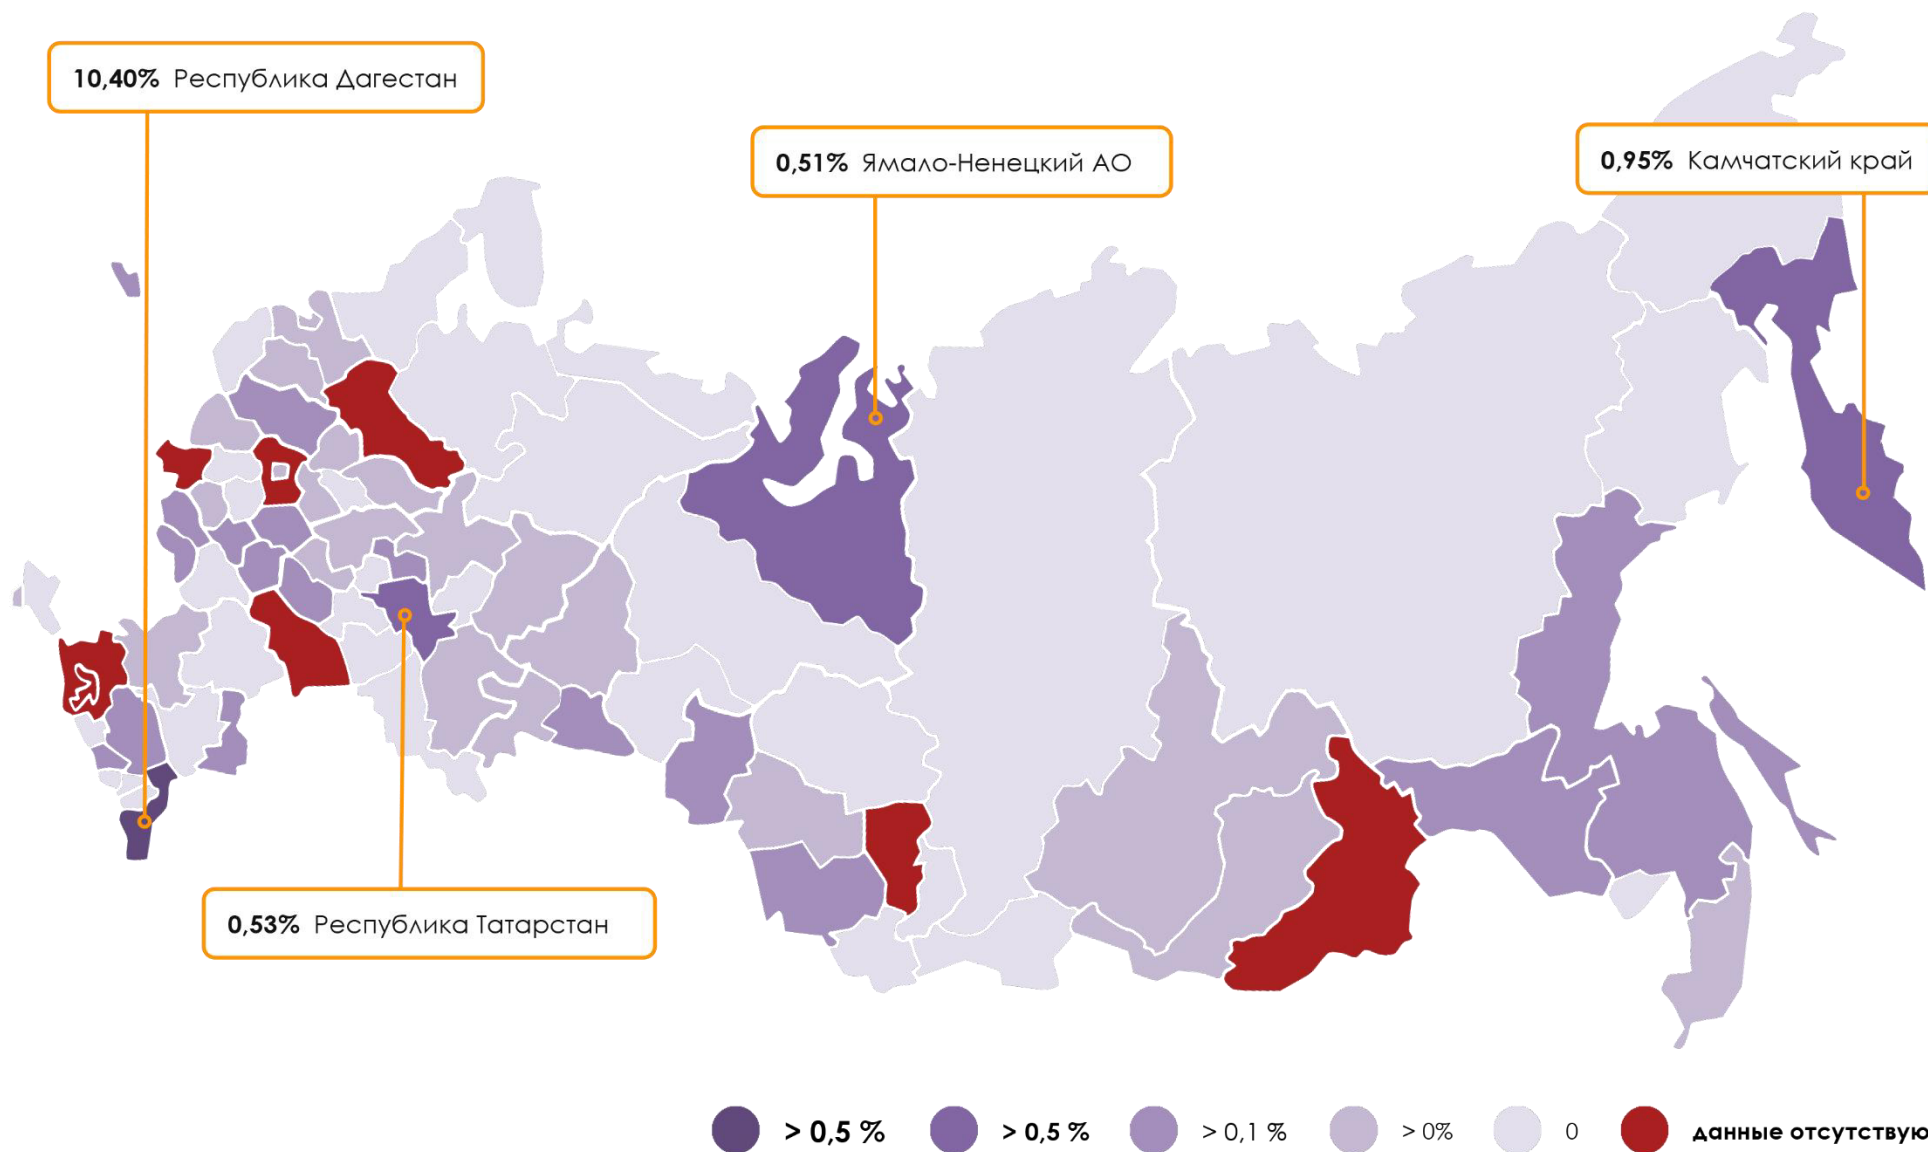 10,40% Республика Дагестан
0,51% Ямало-Ненецкий АО
0,95% Камчатский край
0,53% Республика Татарстан
> 0,5 %
> 0,5 %
> 0,1 %
> 0%
0
данные отсутствую